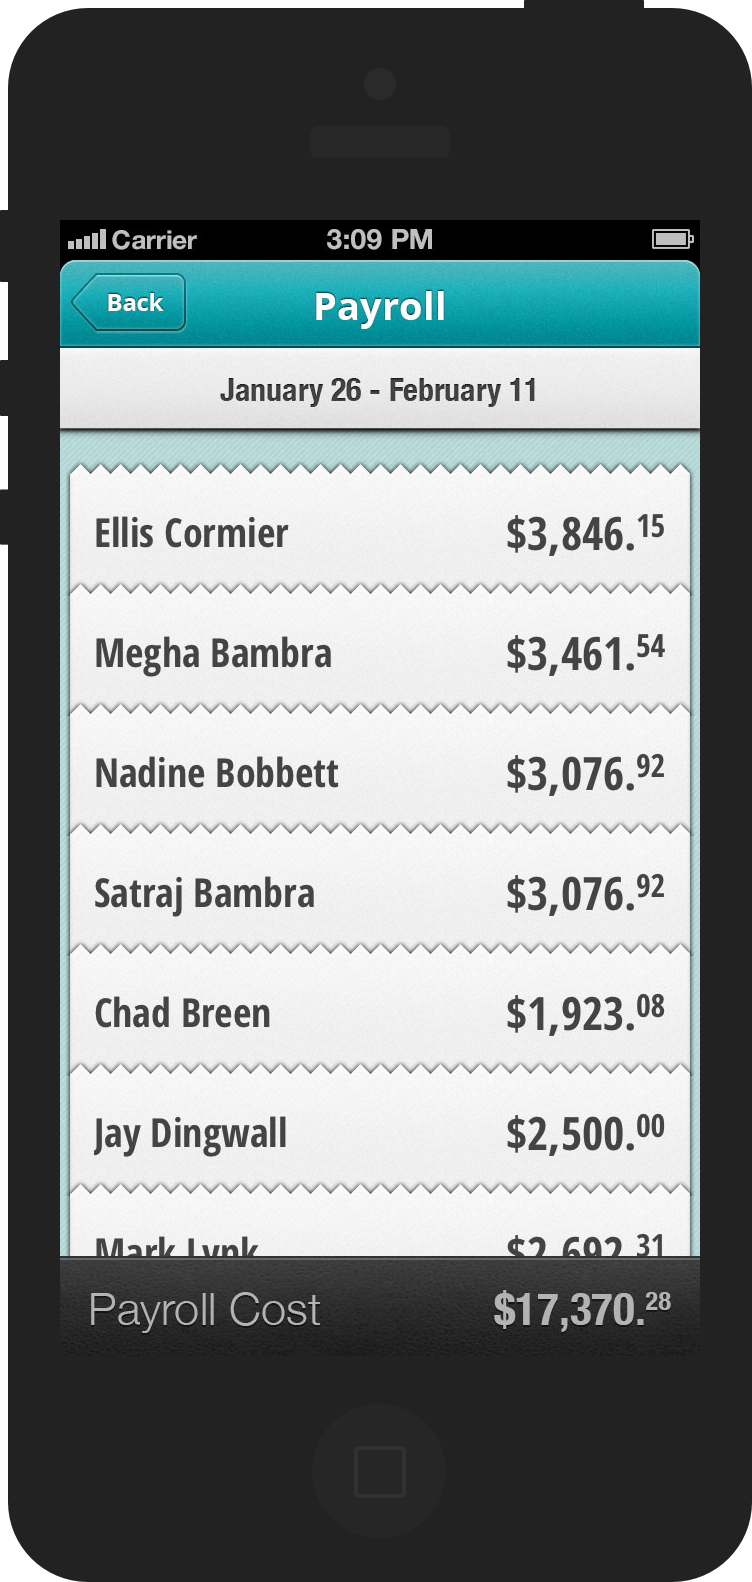 Carrier 3:09 PM
Back Payroll
January 26 - February 11
Ellis Cormier $3,846.15
Megha Bambra $3,461.54
Nadine Bobbett $3,076.92
Satraj Bambra $3,076.92
Chad Breen $1,923.08
Jay Dingwall $2,500.00
Mark Lynk $2,692.31
Payroll Cost $17,370.28